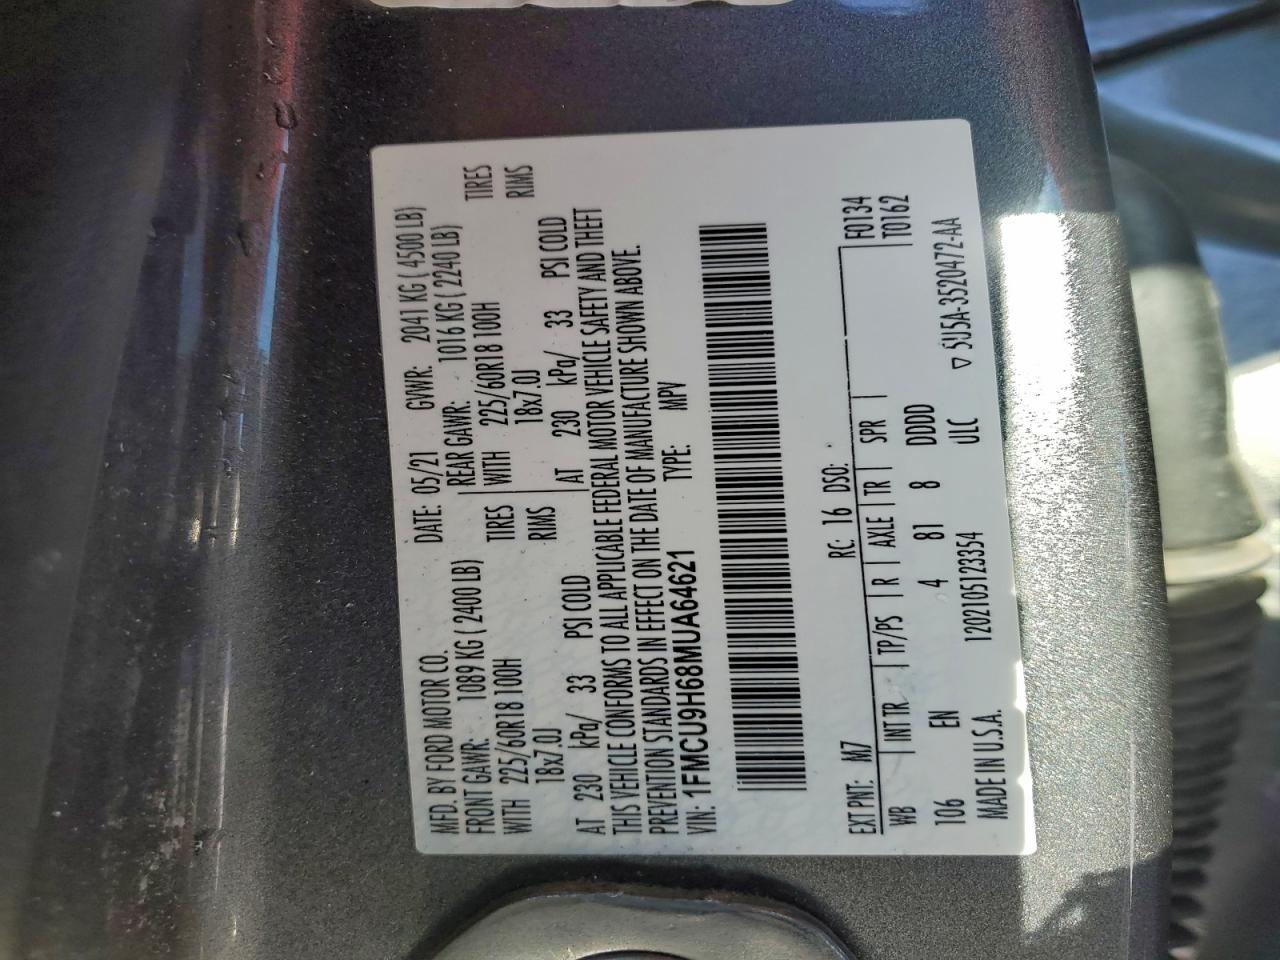 MFD. BY FORD MOTOR CO. DATE: 05/21 GVWR: 2041 KG ( 4500 LB)
FRONT GAWR: 1089 KG ( 2400 LB) REAR GAWR: 1016 KG ( 2240 LB)
WITH 225/60R18 100H TIRES WITH 225/60R18 100H TIRES
18x7.0J RIMS 18x7.0J RIMS
AT 230 kPa/ 33 PSI COLD AT 230 kPa/ 33 PSI COLD
THIS VEHICLE CONFORMS TO ALL APPLICABLE FEDERAL MOTOR VEHICLE SAFETY AND THEFT
PREVENTION STANDARDS IN EFFECT ON THE DATE OF MANUFACTURE SHOWN ABOVE.
VIN: 1FMCU9H68MUA64621 TYPE: MPV
EXT PNT: M7 RC: 16 DSO: F0134
WB INT TR TP/PS R AXLE TR SPR T0162
106 EN 4 81 8 DDDD
MADE IN U.S.A. 120210512​3354 ULC ▽ 5U5A-3520472-AA